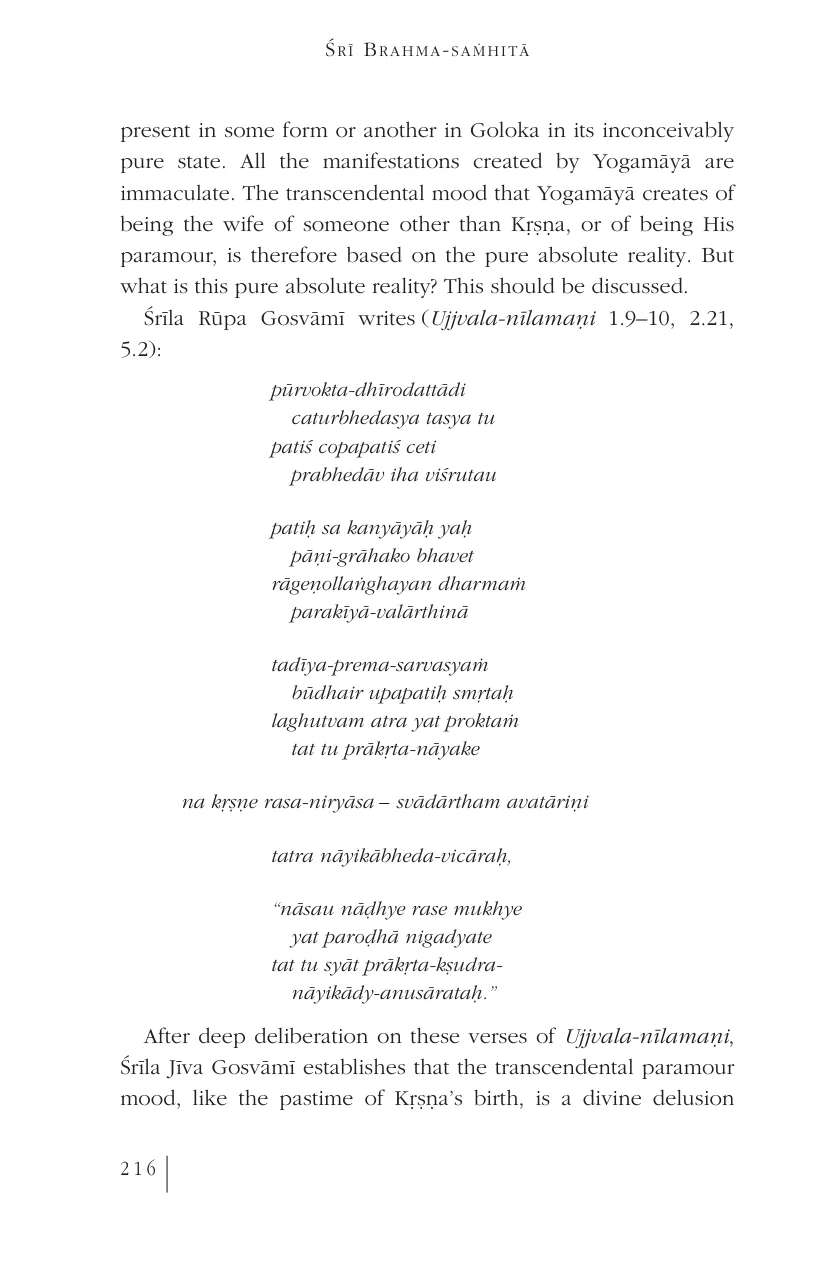 Śrī Brahma-saṁhitā
present in some form or another in Goloka in its inconceivably
pure state. All the manifestations created by Yogamāyā are
immaculate. The transcendental mood that Yogamāyā creates of
being the wife of someone other than Kṛṣṇa, or of being His
paramour, is therefore based on the pure absolute reality. But
what is this pure absolute reality? This should be discussed.
Śrīla Rūpa Gosvāmī writes (Ujjvala-nīlamaṇi 1.9–10, 2.21,
5.2):
pūrvokta-dhīrodattādi
caturbhedasya tasya tu
patiś copapatiś ceti
prabhedāv iha viśrutau
patiḥ sa kanyāyāḥ yaḥ
pāṇi-grāhako bhavet
rāgeṇollaṅghayan dharmaṁ
parakīyā-valārthinā
tadīya-prema-sarvasyaṁ
būdhair upapatiḥ smṛtaḥ
laghutvam atra yat proktaṁ
tat tu prākṛta-nāyake
na kṛṣṇe rasa-niryāsa – svādārtham avatāriṇi
tatra nāyikābheda-vicāraḥ,
“nāsau nāḍhye rase mukhye
yat paroḍhā nigadyate
tat tu syāt prākṛta-kṣudra-
nāyikādy-anusārataḥ.”
After deep deliberation on these verses of Ujjvala-nīlamaṇi,
Śrīla Jīva Gosvāmī establishes that the transcendental paramour
mood, like the pastime of Kṛṣṇa’s birth, is a divine delusion
216